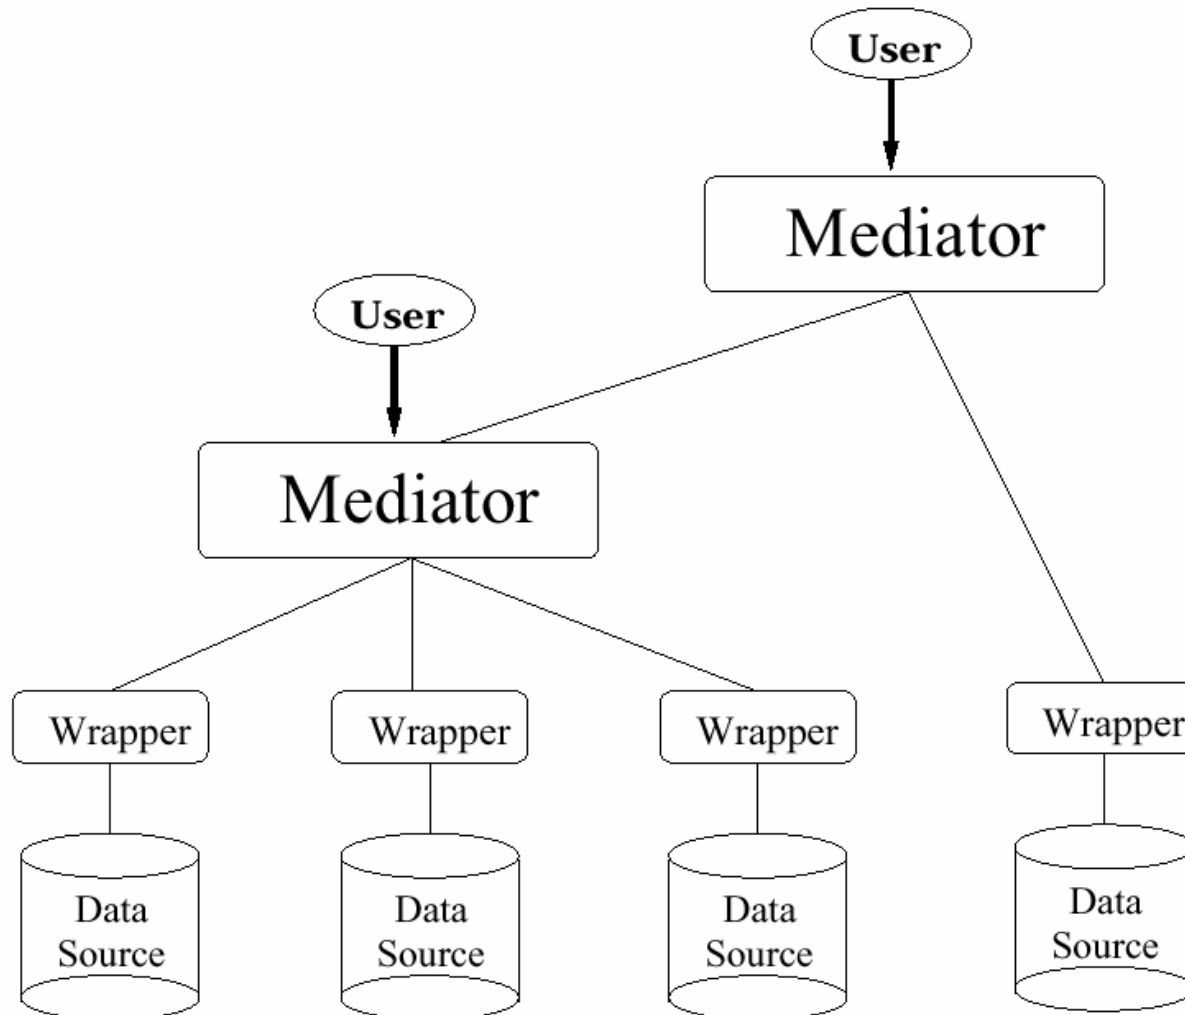 User
Mediator
User
Mediator
Wrapper
Wrapper
Wrapper
Wrapper
Data
Source
Data
Source
Data
Source
Data
Source